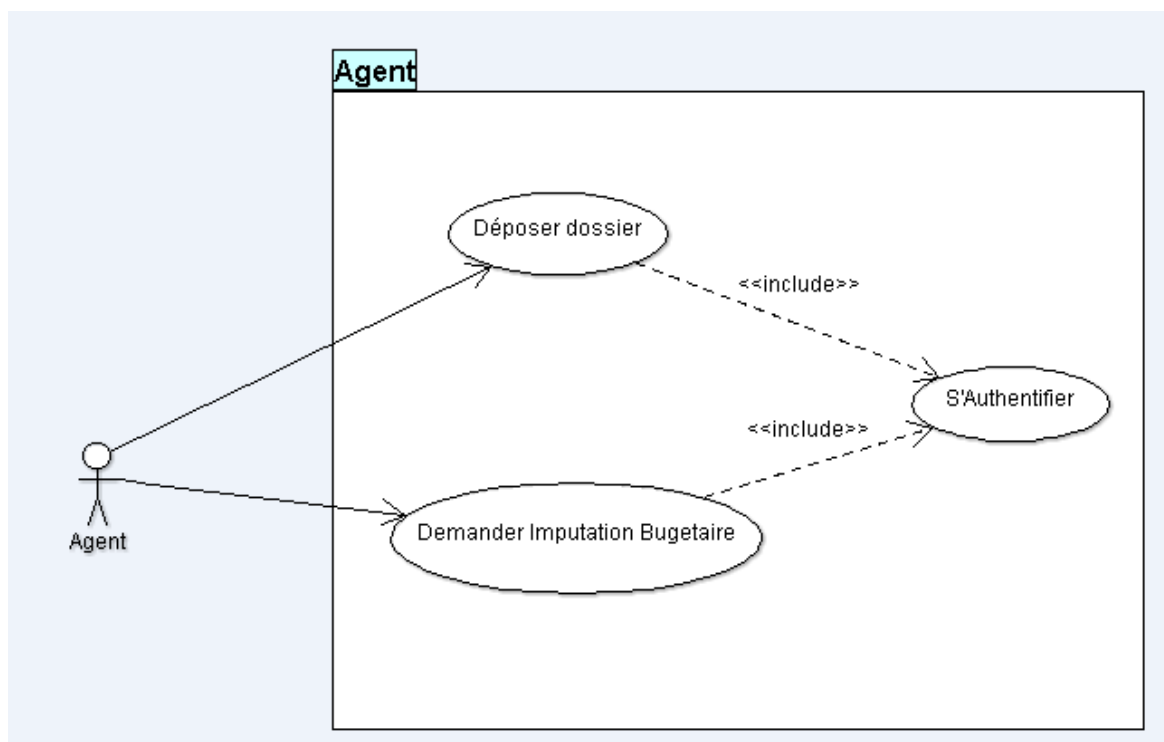 Agent
Déposer dossier
<<include>>
S'Authentifier
<<include>>
Demander Imputation Bugetaire
Agent